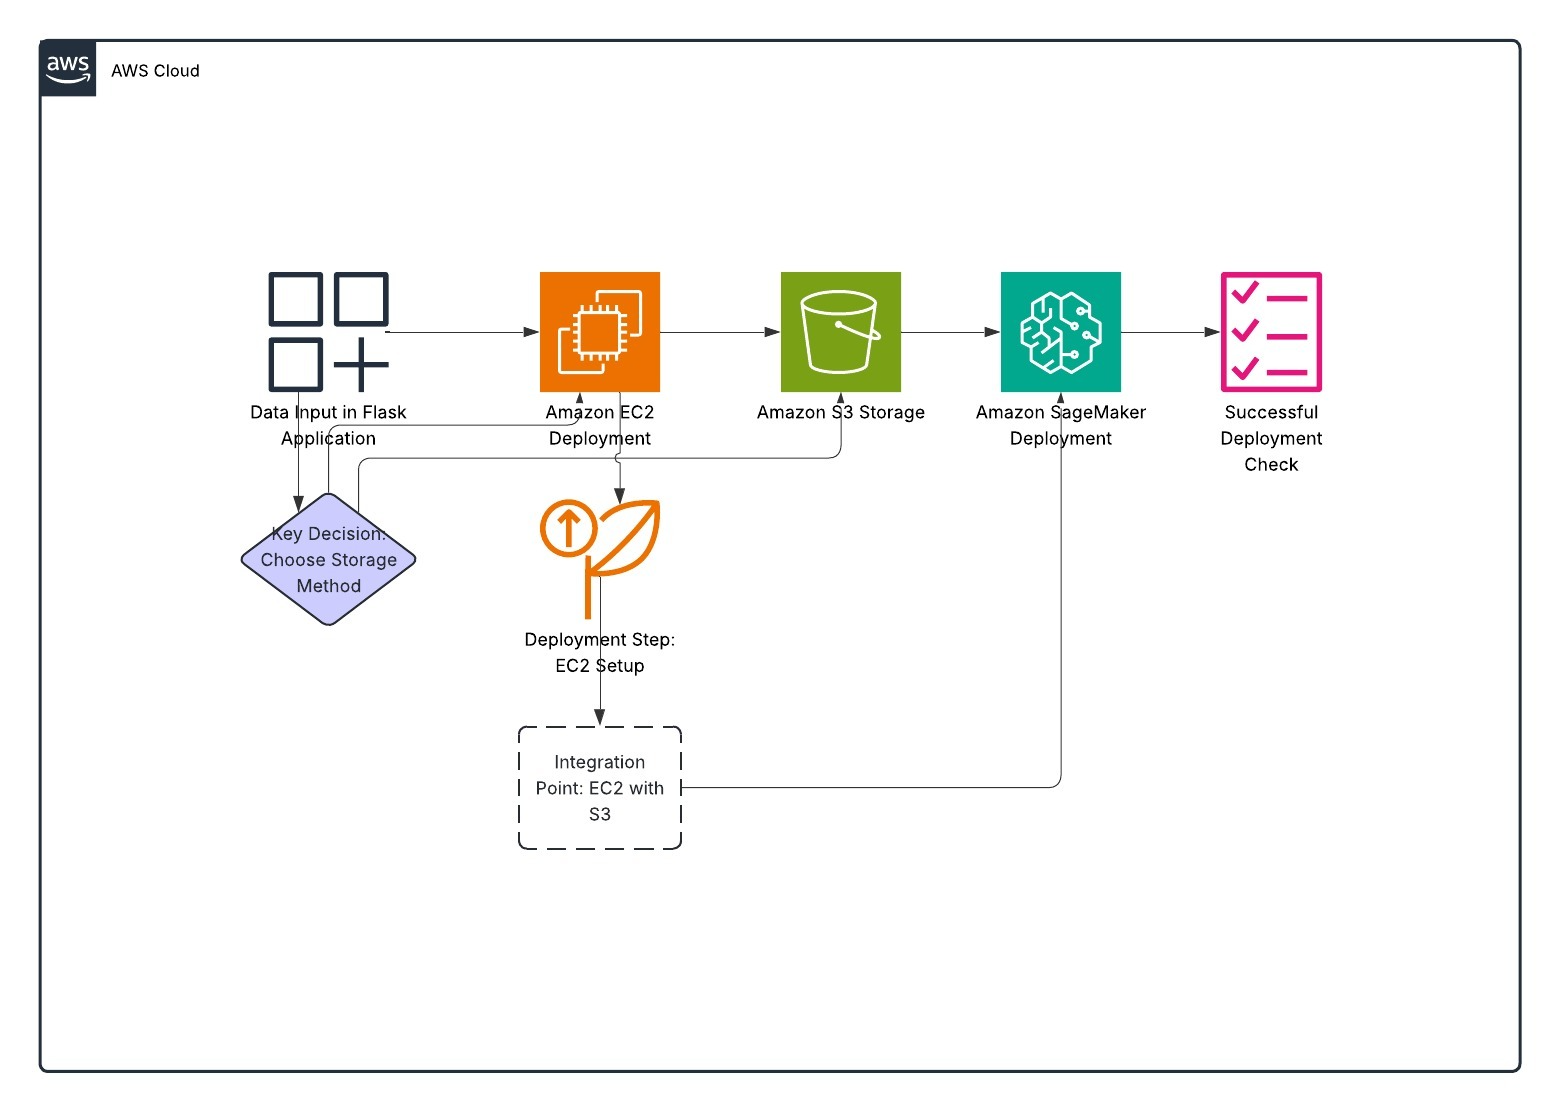 aws
AWS Cloud
Data Input in Flask
Application
Amazon EC2
Deployment
Amazon S3 Storage
Amazon SageMaker
Deployment
Successful
Deployment
Check
Key Decision:
Choose Storage
Method
Deployment Step:
EC2 Setup
Integration
Point: EC2 with
S3